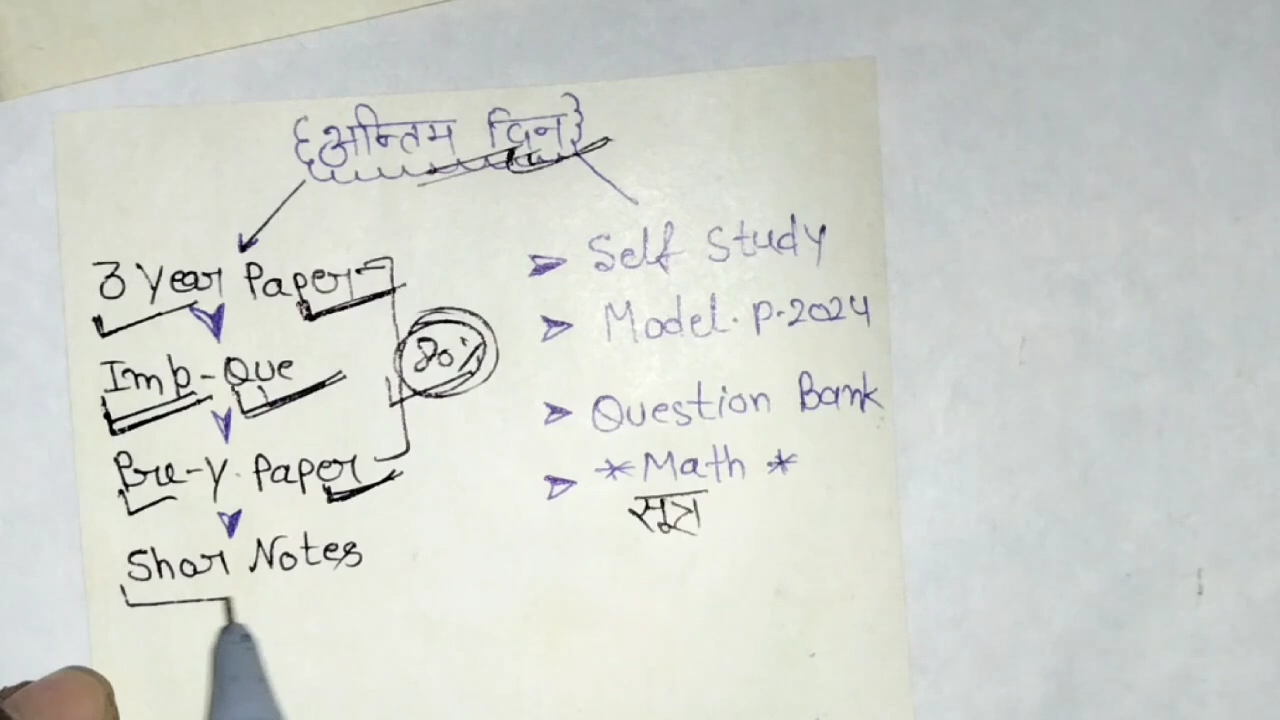 {अन्तिम दिन}
3 Year Paper
Imp-Que
Pre-Y. Paper
Shor Notes
80%
Self Study
Model. P. 2024
Question Bank
*Math *
सूत्र